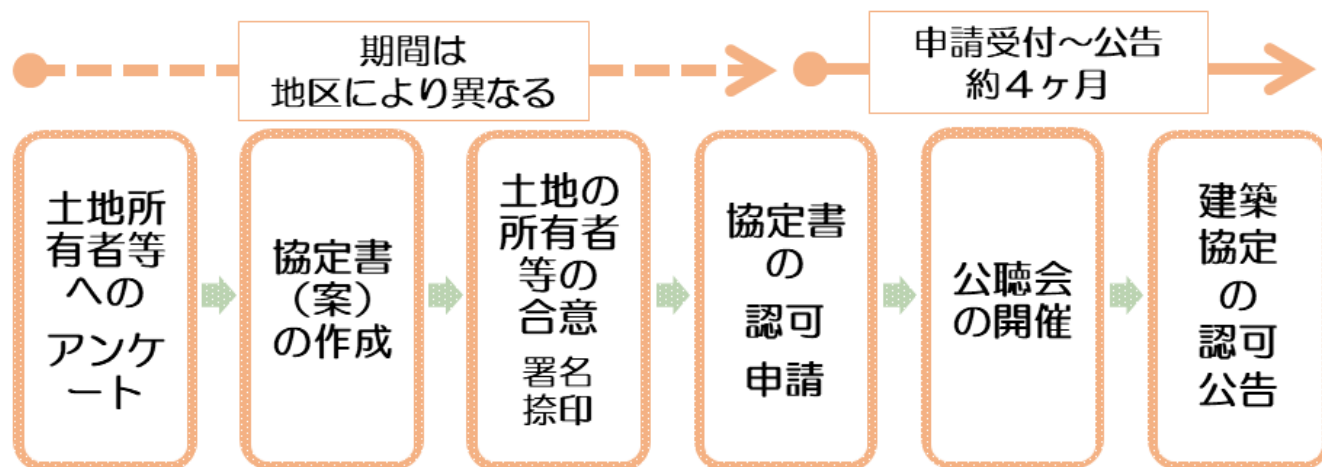 期間は
地区により異なる
申請受付～公告
約４ヶ月
土地所
有者等
への
アンケ
ート
協定書
（案）
の作成
土地の
所有者
等の
合意
署名
捺印
協定書
の
認可
申請
公聴会
の開催
建築
協定
の
認可
公告